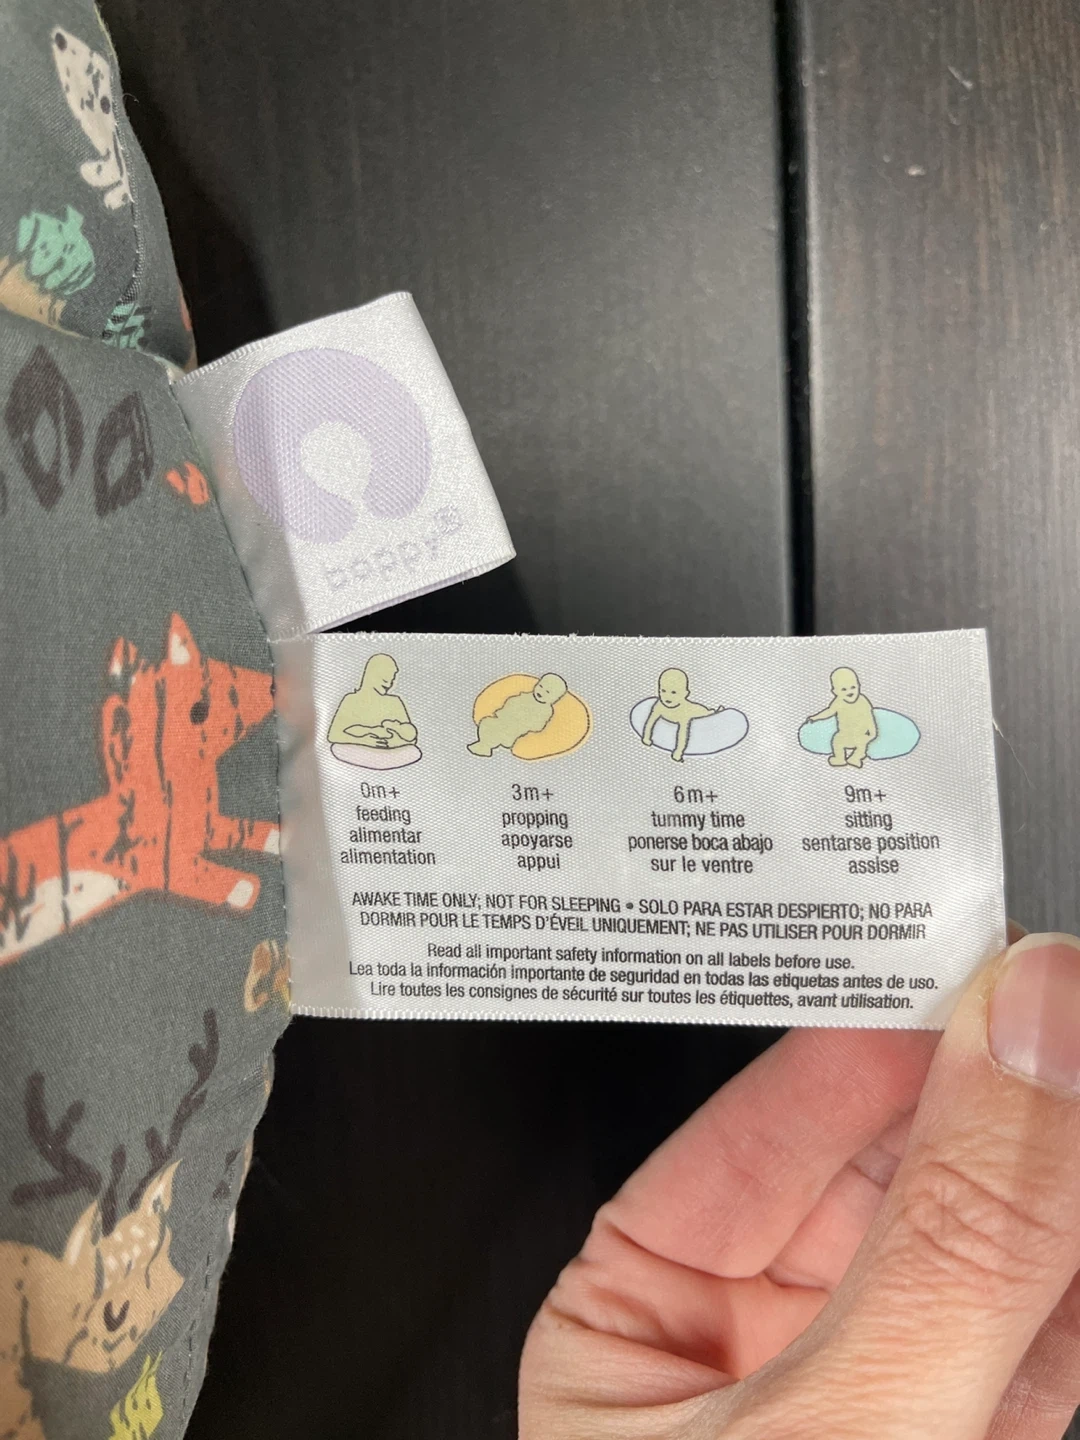 boppy®
0m+
feeding
alimentar
alimentation
3m+
propping
apoyarse
appui
6m+
tummy time
ponerse boca abajo
sur le ventre
9m+
sitting
sentarse position
assise
AWAKE TIME ONLY; NOT FOR SLEEPING • SOLO PARA ESTAR DESPIERTO; NO PARA
DORMIR POUR LE TEMPS D'ÉVEIL UNIQUEMENT; NE PAS UTILISER POUR DORMIR
Read all important safety information on all labels before use.
Lea toda la información importante de seguridad en todas las etiquetas antes de uso.
Lire toutes les consignes de sécurité sur toutes les étiquettes, avant utilisation.